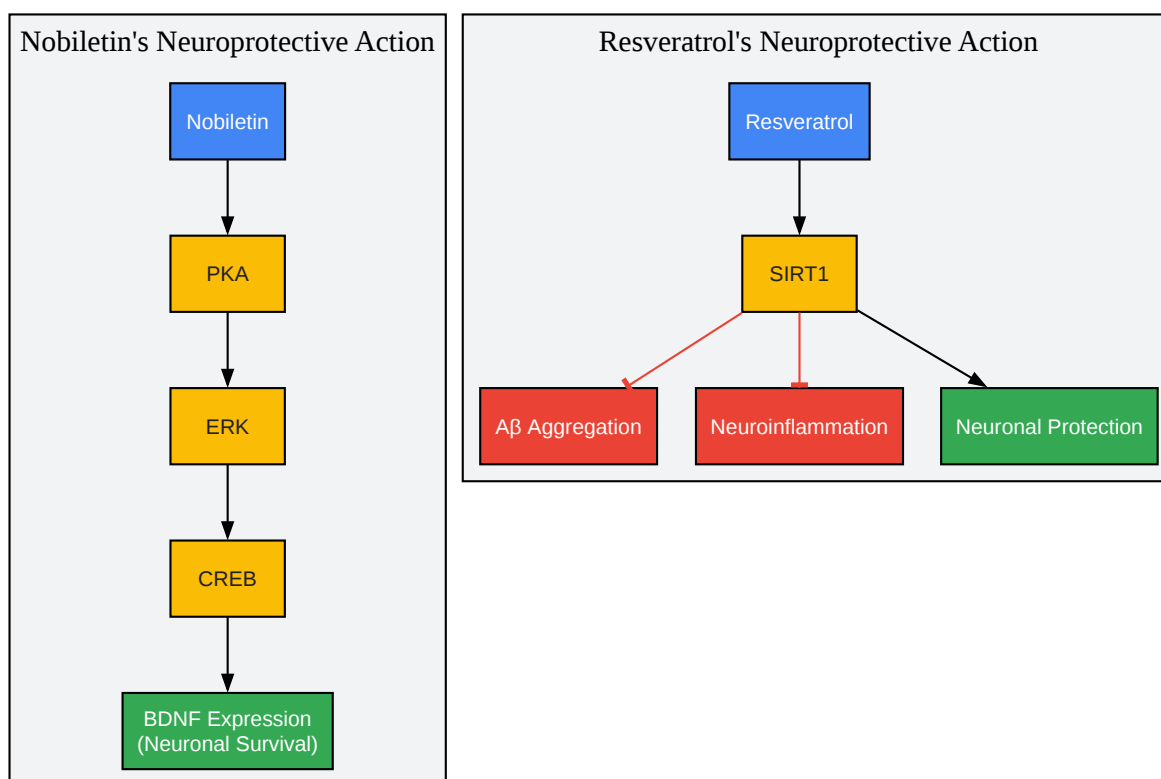 Nobiletin's Neuroprotective Action
Nobiletin
PKA
ERK
CREB
BDNF Expression
(Neuronal Survival)
Resveratrol's Neuroprotective Action
Resveratrol
SIRT1
Aβ Aggregation
Neuroinflammation
Neuronal Protection